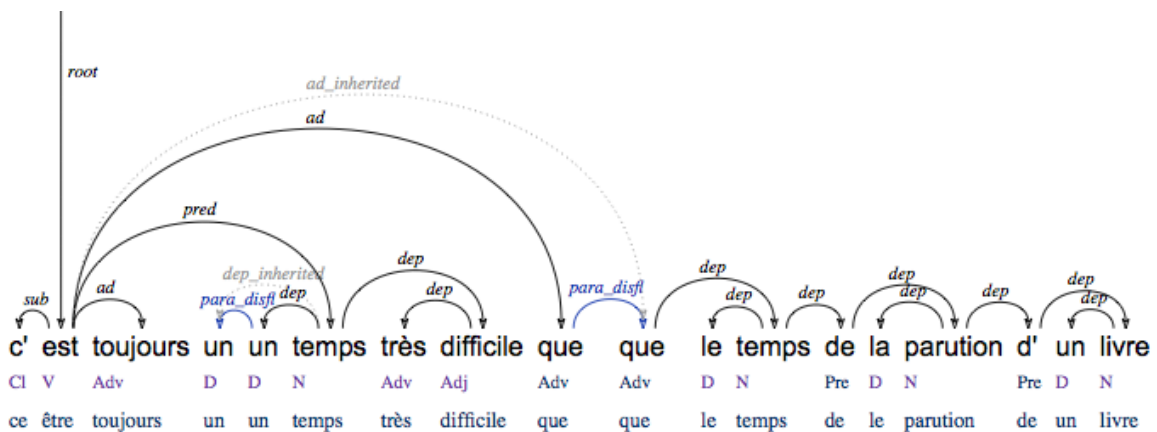 root
ad_inherited
ad
pred
dep dep_inherited dep dep
sub ad para_disfl dep dep para_disfl dep dep dep dep dep dep
c' est toujours un un temps très difficile que que le temps de la parution d' un livre
Cl V Adv D D N Adv Adj Adv Adv D N Pre D N Pre D N
ce être toujours un un temps très difficile que que le temps de le parution de un livre